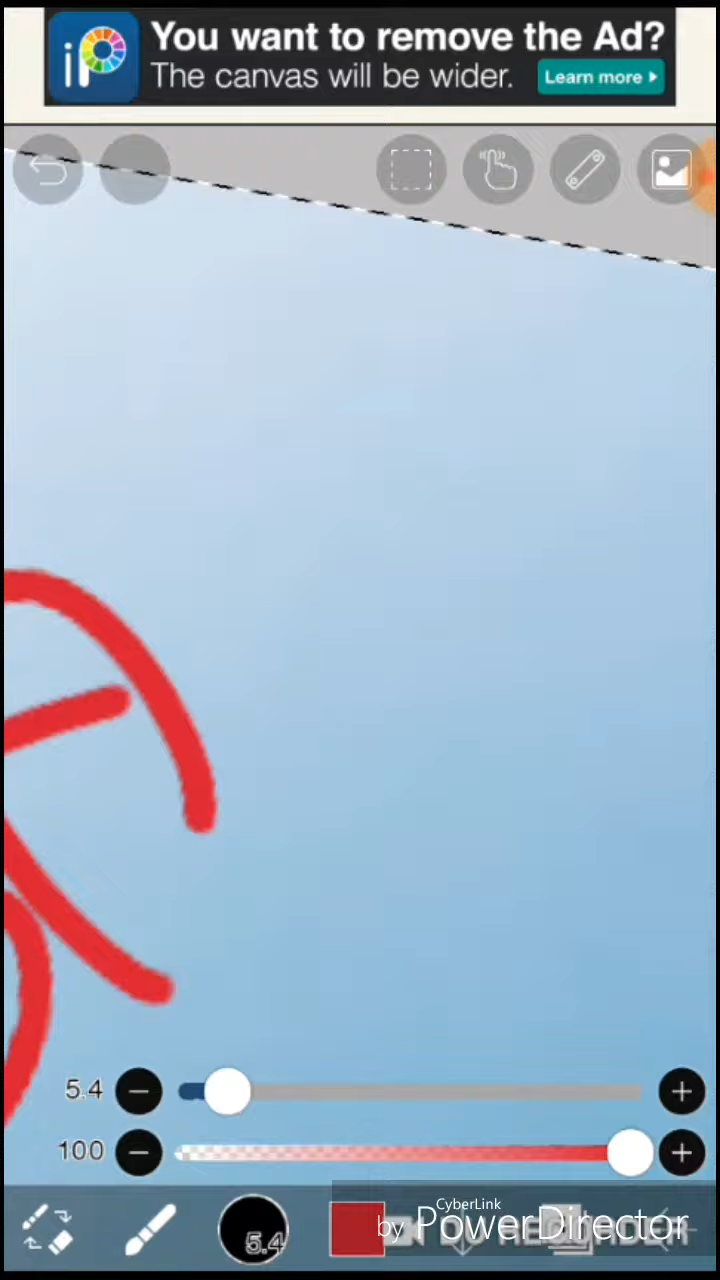 iP
You want to remove the Ad?
The canvas will be wider.
Learn more
5.4
100
5.4
CyberLink
by PowerDirector